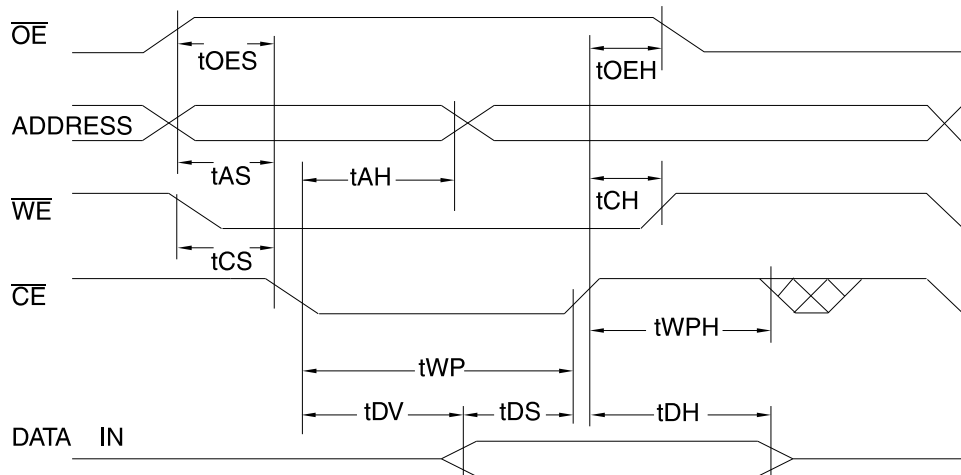 OE
tOES
tOEH
ADDRESS
tAS
tAH
tCH
WE
tCS
CE
tWPH
tWP
tDV
tDS
tDH
DATA IN